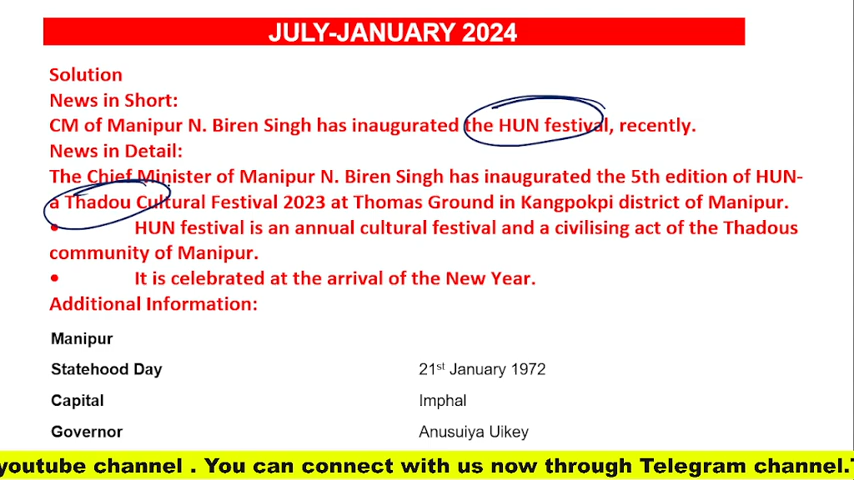 JULY-JANUARY 2024
Solution
News in Short:
CM of Manipur N. Biren Singh has inaugurated the HUN festival, recently.
News in Detail:
The Chief Minister of Manipur N. Biren Singh has inaugurated the 5th edition of HUN-
a Thadou Cultural Festival 2023 at Thomas Ground in Kangpokpi district of Manipur.
• HUN festival is an annual cultural festival and a civilising act of the Thadous
community of Manipur.
• It is celebrated at the arrival of the New Year.
Additional Information:
Manipur
Statehood Day 21st January 1972
Capital Imphal
Governor Anusuiya Uikey
youtube channel . You can connect with us now through Telegram channel.